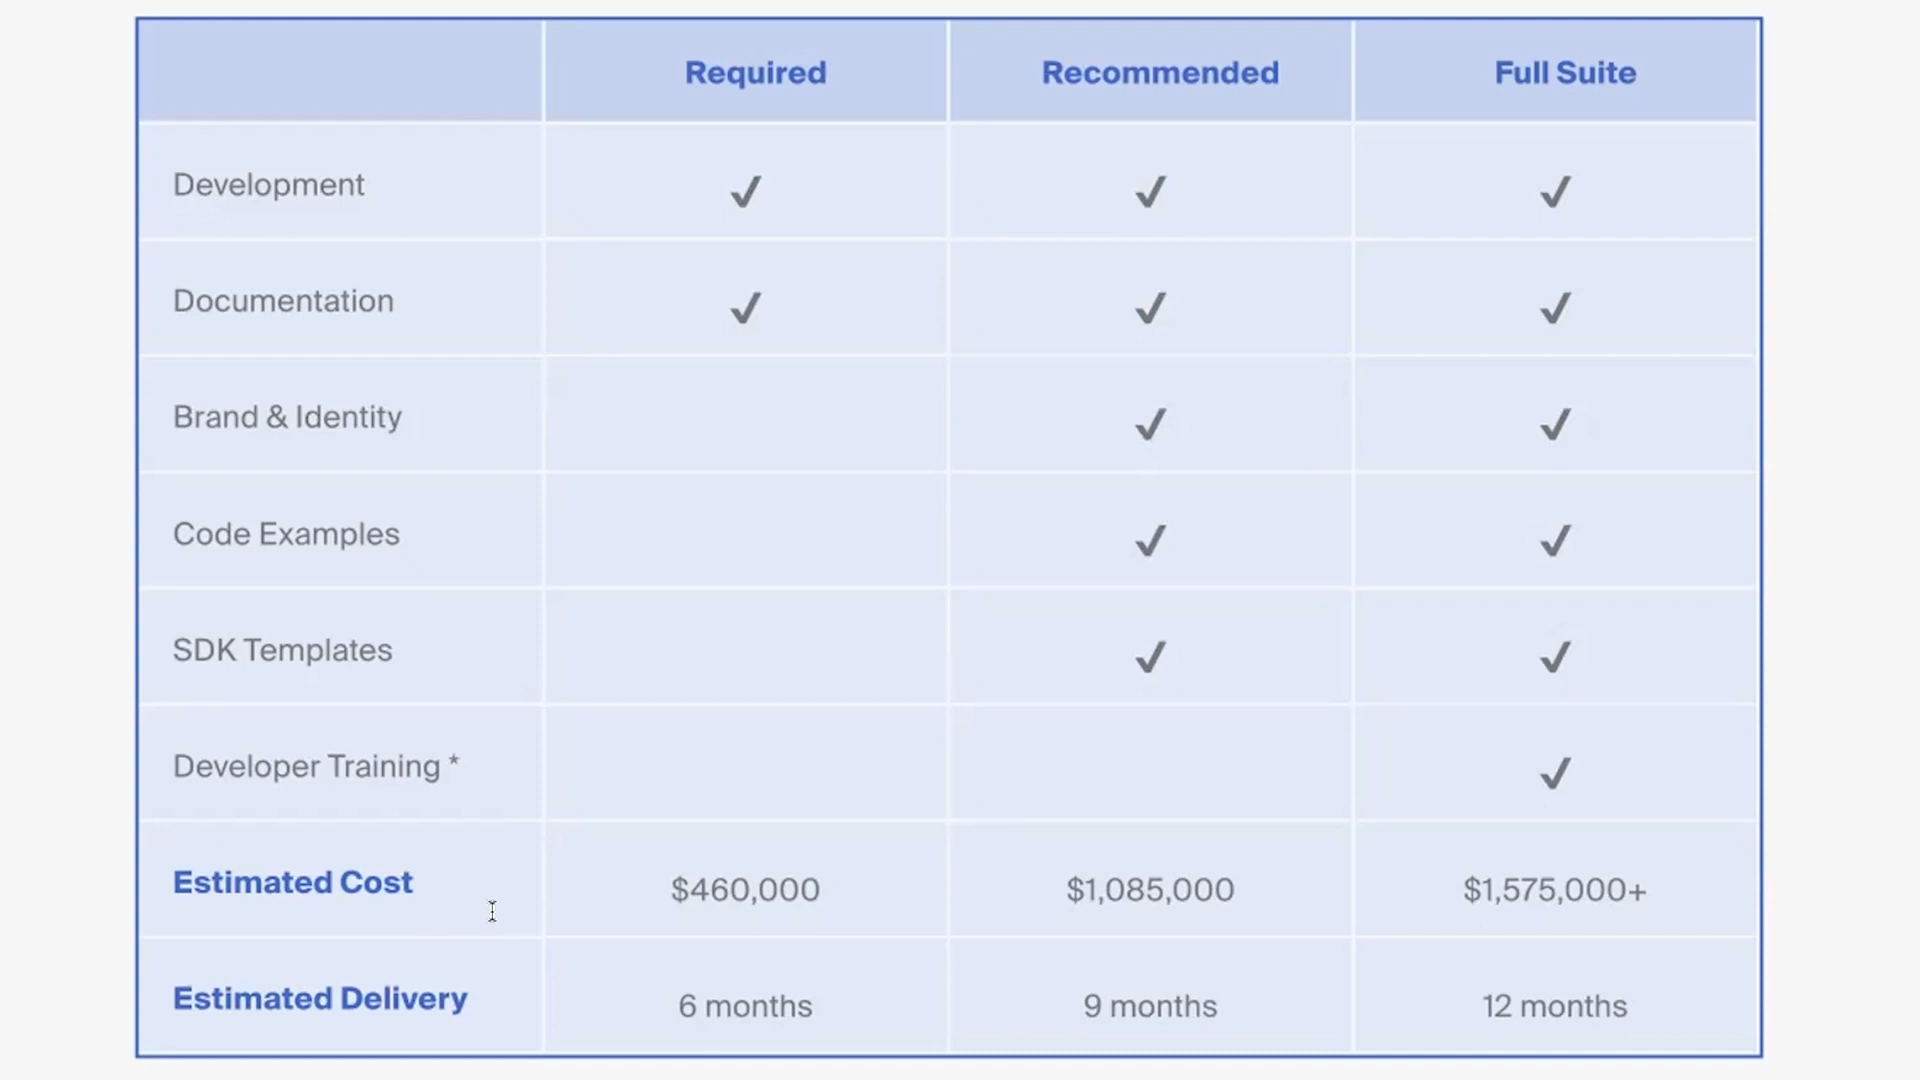 Required Recommended Full Suite
Development ✓ ✓ ✓
Documentation ✓ ✓ ✓
Brand & Identity ✓ ✓
Code Examples ✓ ✓
SDK Templates ✓ ✓
Developer Training * ✓
Estimated Cost $460,000 $1,085,000 $1,575,000+
Estimated Delivery 6 months 9 months 12 months